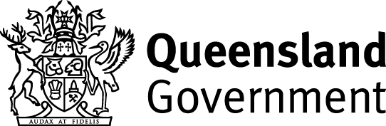 Queensland
Government
AUDAX AT FIDELIS